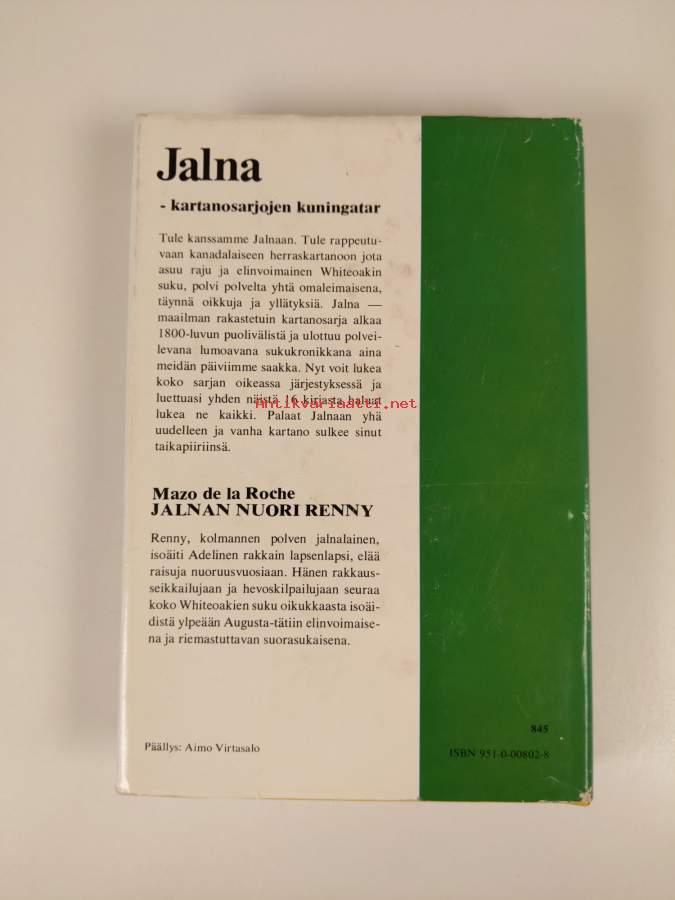 Jalna
- kartanosarjojen kuningatar
Tule kanssamme Jalnaan. Tule rappeutu-
vaan kanadalaiseen herraskartanoon jota
asuu raju ja elinvoimainen Whiteoakin
suku, polvi polvelta yhtä omaleimaisena,
täynnä oikkuja ja yllätyksiä. Jalna —
maailman rakastetuin kartanosarja alkaa
1800-luvun puolivälistä ja ulottuu polvei-
levana lumoavana sukukronikkana aina
meidän päiviimme saakka. Nyt voit lukea
koko sarjan oikeassa järjestyksessä ja
luettuasi yhden näistä 16 kirjasta haluat
Antikvariaatti.net
lukea ne kaikki. Palaat Jalnaan yhä
uudelleen ja vanha kartano sulkee sinut
taikapiiriinsä.
Mazo de la Roche
JALNAN NUORI RENNY
Renny, kolmannen polven jalnalainen,
isoäiti Adelinen rakkain lapsenlapsi, elää
raisuja nuoruusvuosiaan. Hänen rakkaus-
seikkailujaan ja hevoskilpailujaan seuraa
koko Whiteoakien suku oikukkaasta isoäi-
distä ylpeään Augusta-tätiin elinvoimaise-
na ja riemastuttavan suorasukaisena.
Päällys: Aimo Virtasalo
845
ISBN 951-0-00802-8